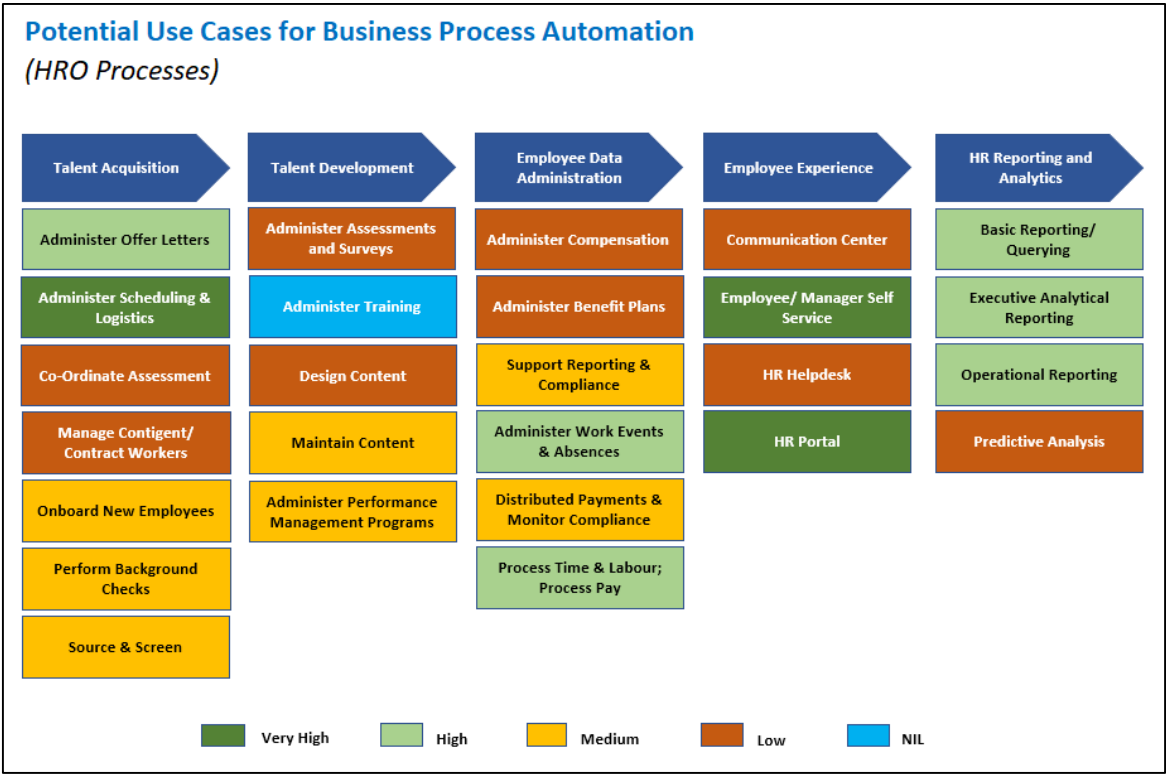 Potential Use Cases for Business Process Automation
(HRO Processes)
Talent Acquisition
Administer Offer Letters
Administer Scheduling &
Logistics
Co-Ordinate Assessment
Manage Contigent/
Contract Workers
Onboard New Employees
Perform Background
Checks
Source & Screen
Talent Development
Administer Assessments
and Surveys
Administer Training
Design Content
Maintain Content
Administer Performance
Management Programs
Employee Data
Administration
Administer Compensation
Administer Benefit Plans
Support Reporting &
Compliance
Administer Work Events
& Absences
Distributed Payments &
Monitor Compliance
Process Time & Labour;
Process Pay
Employee Experience
Communication Center
Employee/ Manager Self
Service
HR Helpdesk
HR Portal
HR Reporting and
Analytics
Basic Reporting/
Querying
Executive Analytical
Reporting
Operational Reporting
Predictive Analysis
Very High
High
Medium
Low
NIL